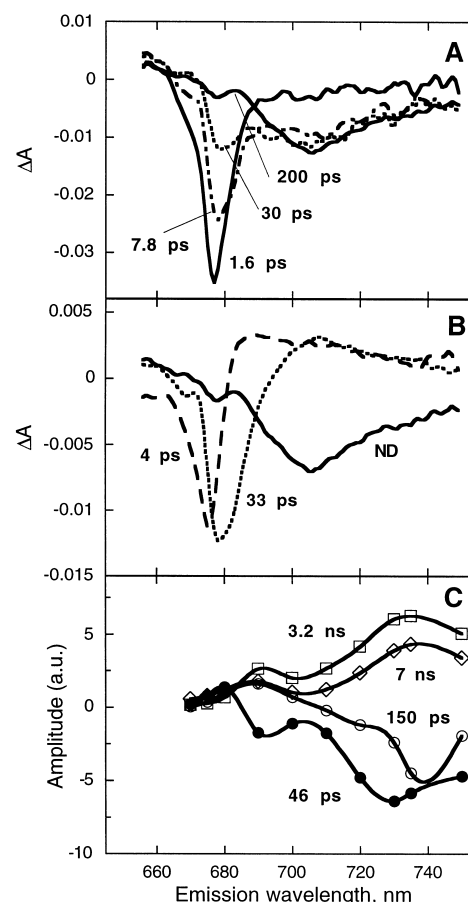 0.01
A
0
-0.01
ΔA
200 ps
-0.02
30 ps
7.8 ps
1.6 ps
-0.03
0.005
B
0
ΔA
-0.005
ND
4 ps
33 ps
-0.01
-0.015
C
3.2 ns
5
7 ns
Amplitude (a.u.)
0
150 ps
-5
46 ps
-10
660 680 700 720 740
Emission wavelength, nm